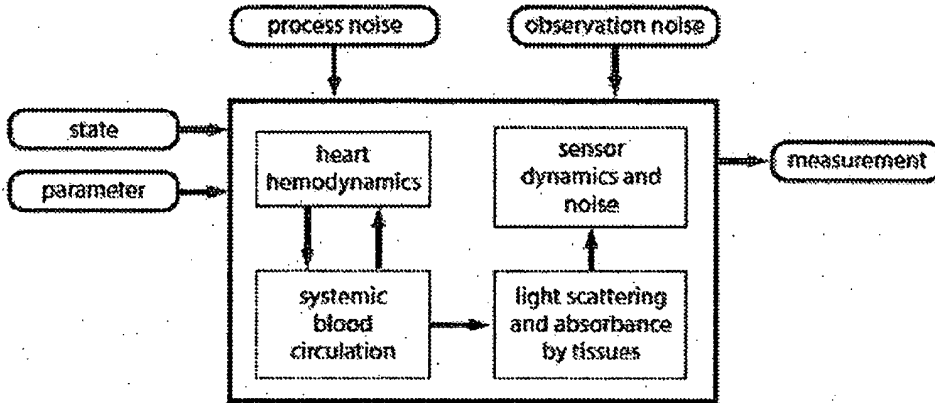 process noise
observation noise
state
parameter
heart
hemodynamics
sensor
dynamics and
noise
measurement
systemic
blood
circulation
light scattering
and absorbance
by tissues